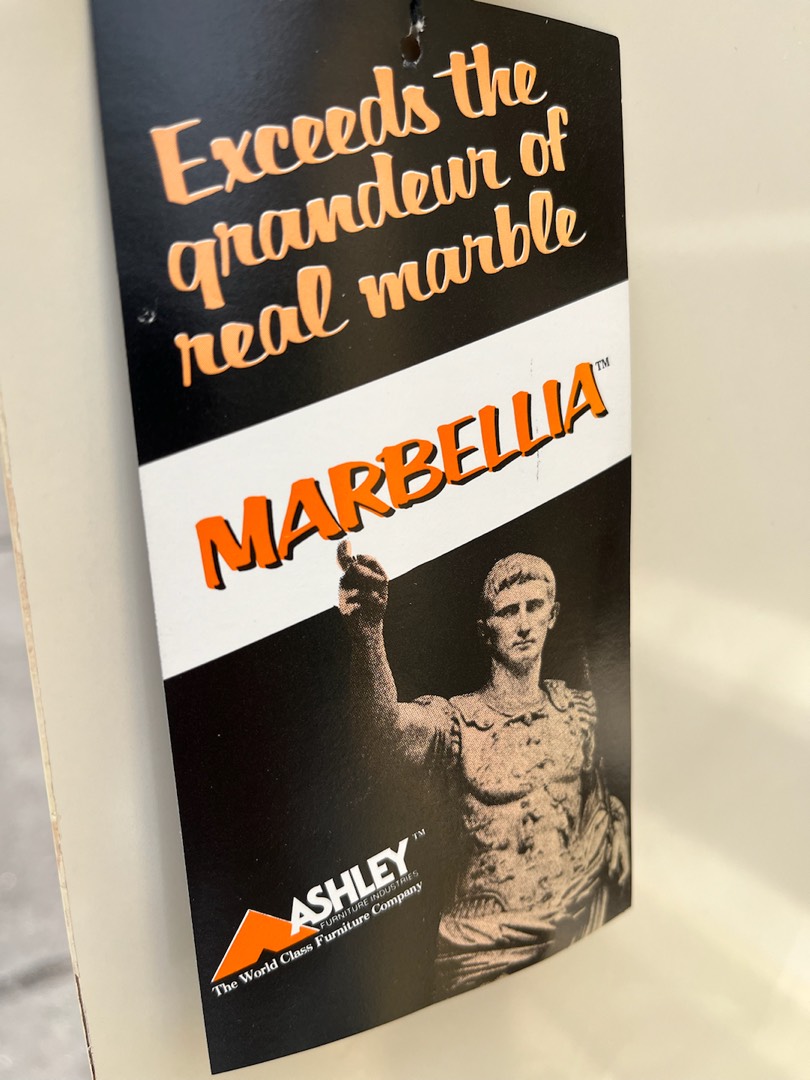 Exceeds the
grandeur of
real marble
MARBELLIA™
ASHLEY™
FURNITURE INDUSTRIES
The World Class Furniture Company